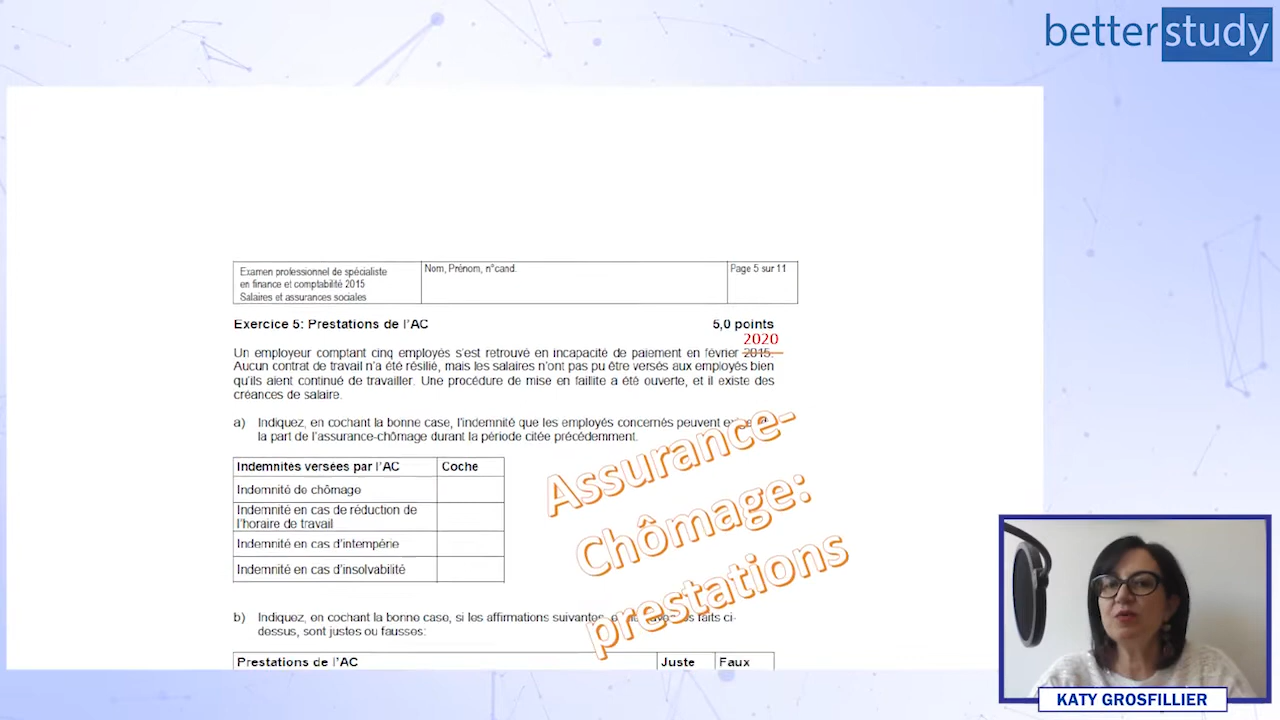 betterstudy
Examen professionnel de spécialiste
en finance et comptabilité 2015
Salaires et assurances sociales
Nom, Prénom, n°cand.
Page 5 sur 11
Exercice 5: Prestations de l'AC
5,0 points
2020
Un employeur comptant cinq employés s'est retrouvé en incapacité de paiement en février 2015.
Aucun contrat de travail n'a été résilié, mais les salaires n'ont pas pu être versés aux employés bien
qu'ils aient continué de travailler. Une procédure de mise en faillite a été ouverte, et il existe des
créances de salaire.
a) Indiquez, en cochant la bonne case, l'indemnité que les employés concernés peuvent
la part de l'assurance-chômage durant la période citée précédemment.
Indemnités versées par l'AC
Coche
Indemnité de chômage
Indemnité en cas de réduction de
l'horaire de travail
Indemnité en cas d'intempérie
Indemnité en cas d'insolvabilité
Assurance-
Chômage:
prestations
b) Indiquez, en cochant la bonne case, si les affirmations suivantes, faits ci-
dessus, sont justes ou fausses:
Prestations de l'AC
Juste
Faux
KATY GROSFILLIER